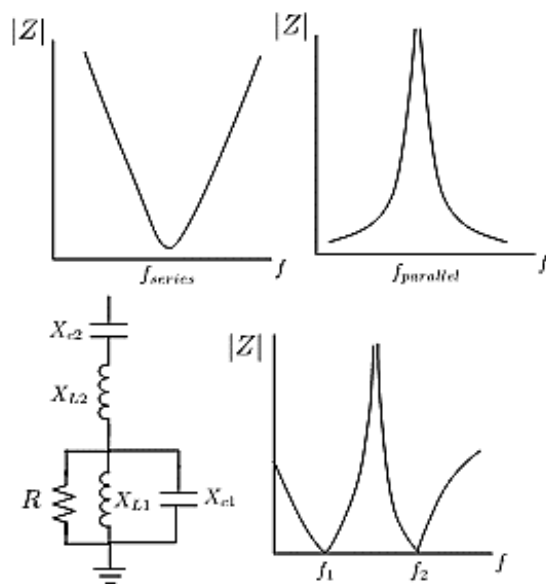 |Z|
f_series
f
|Z|
f_parallel
f
X_c2
X_L2
R
X_L1
X_c1
|Z|
f_1
f_2
f